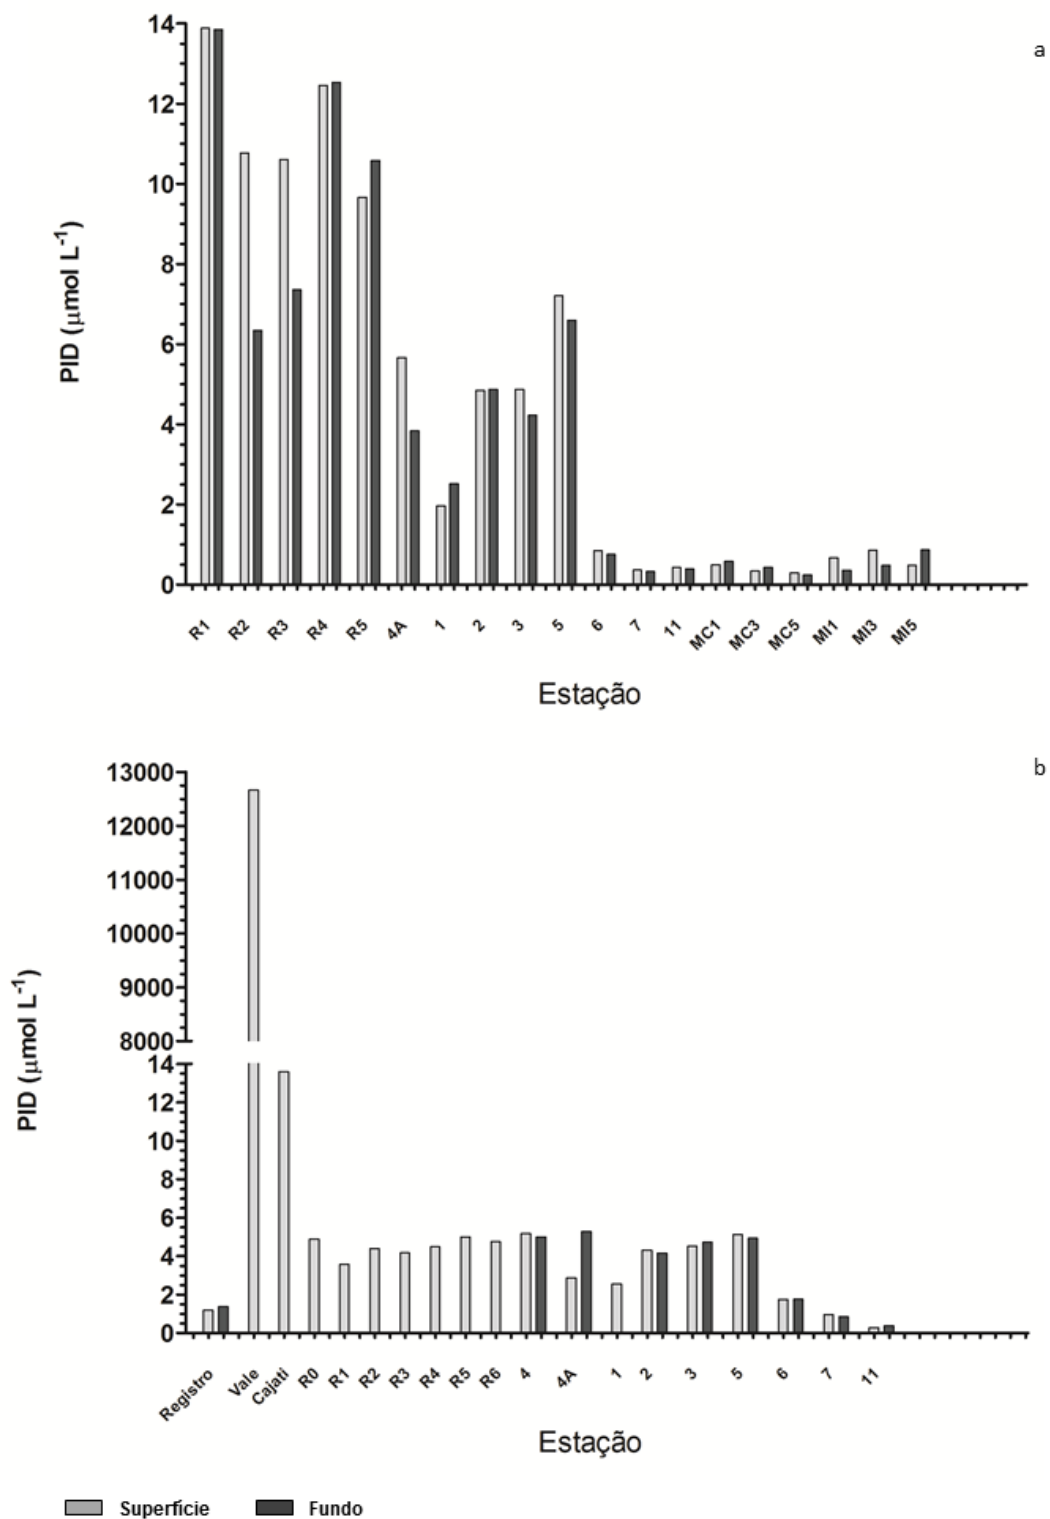 a
14
12
10
8
6
4
2
0
PID (µmol L⁻¹)
R1 R2 R3 R4 R5 4A 1 2 3 5 6 7 11 MC1 MC3 MC5 MI1 MI3 MI5
Estação
b
13000
12000
11000
10000
9000
8000
14
12
10
8
6
4
2
0
PID (µmol L⁻¹)
Registro Vale Cajati R0 R1 R2 R3 R4 R5 R6 4 4A 1 2 3 5 6 7 11
Estação
Superfície Fundo